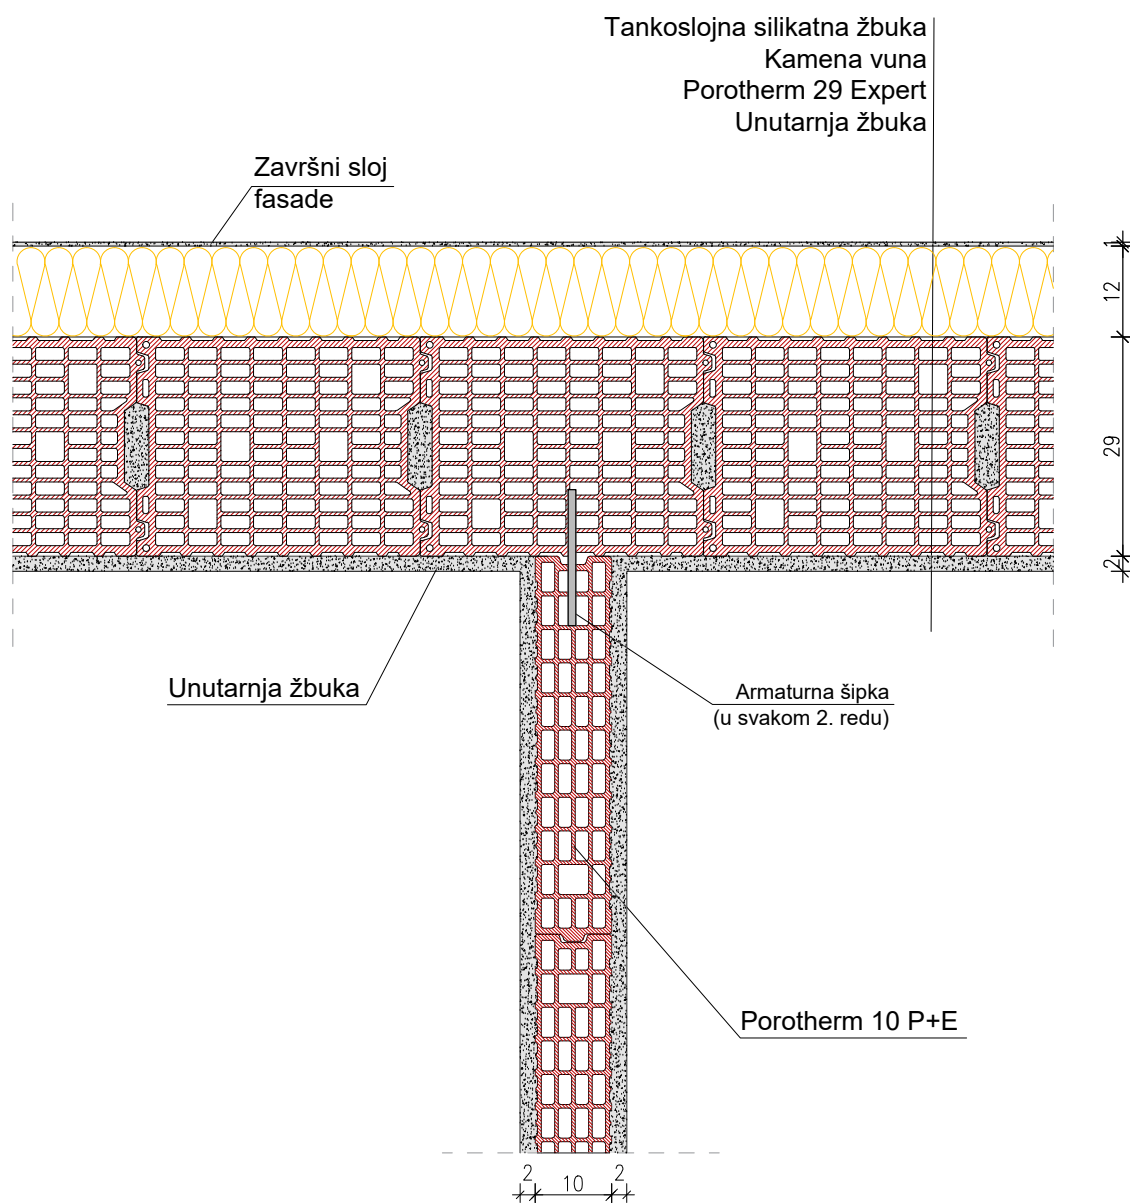 Tankoslojna silikatna žbuka
Kamena vuna
Porotherm 29 Expert
Unutarnja žbuka
Završni sloj
fasade
1
12
29
2
Unutarnja žbuka
Armaturna šipka
(u svakom 2. redu)
Porotherm 10 P+E
2
10
2